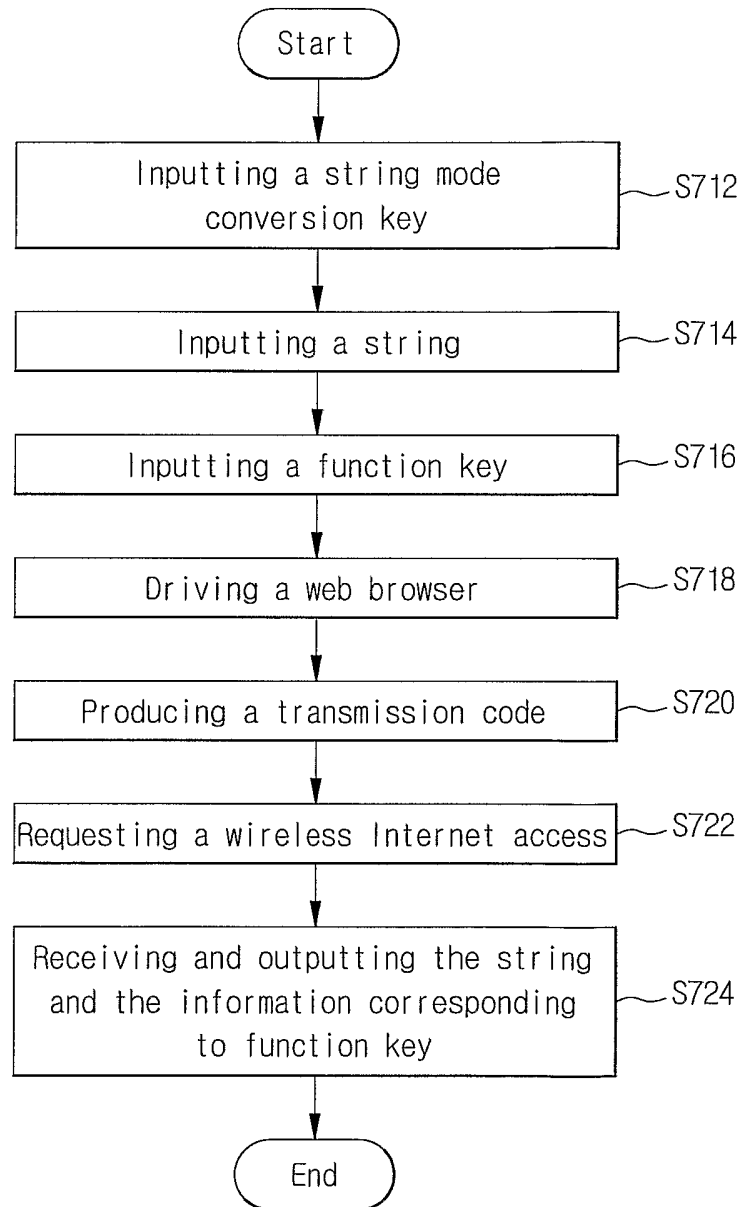 Start
Inputting a string mode
conversion key
S712
Inputting a string
S714
Inputting a function key
S716
Driving a web browser
S718
Producing a transmission code
S720
Requesting a wireless Internet access
S722
Receiving and outputting the string
and the information corresponding
to function key
S724
End